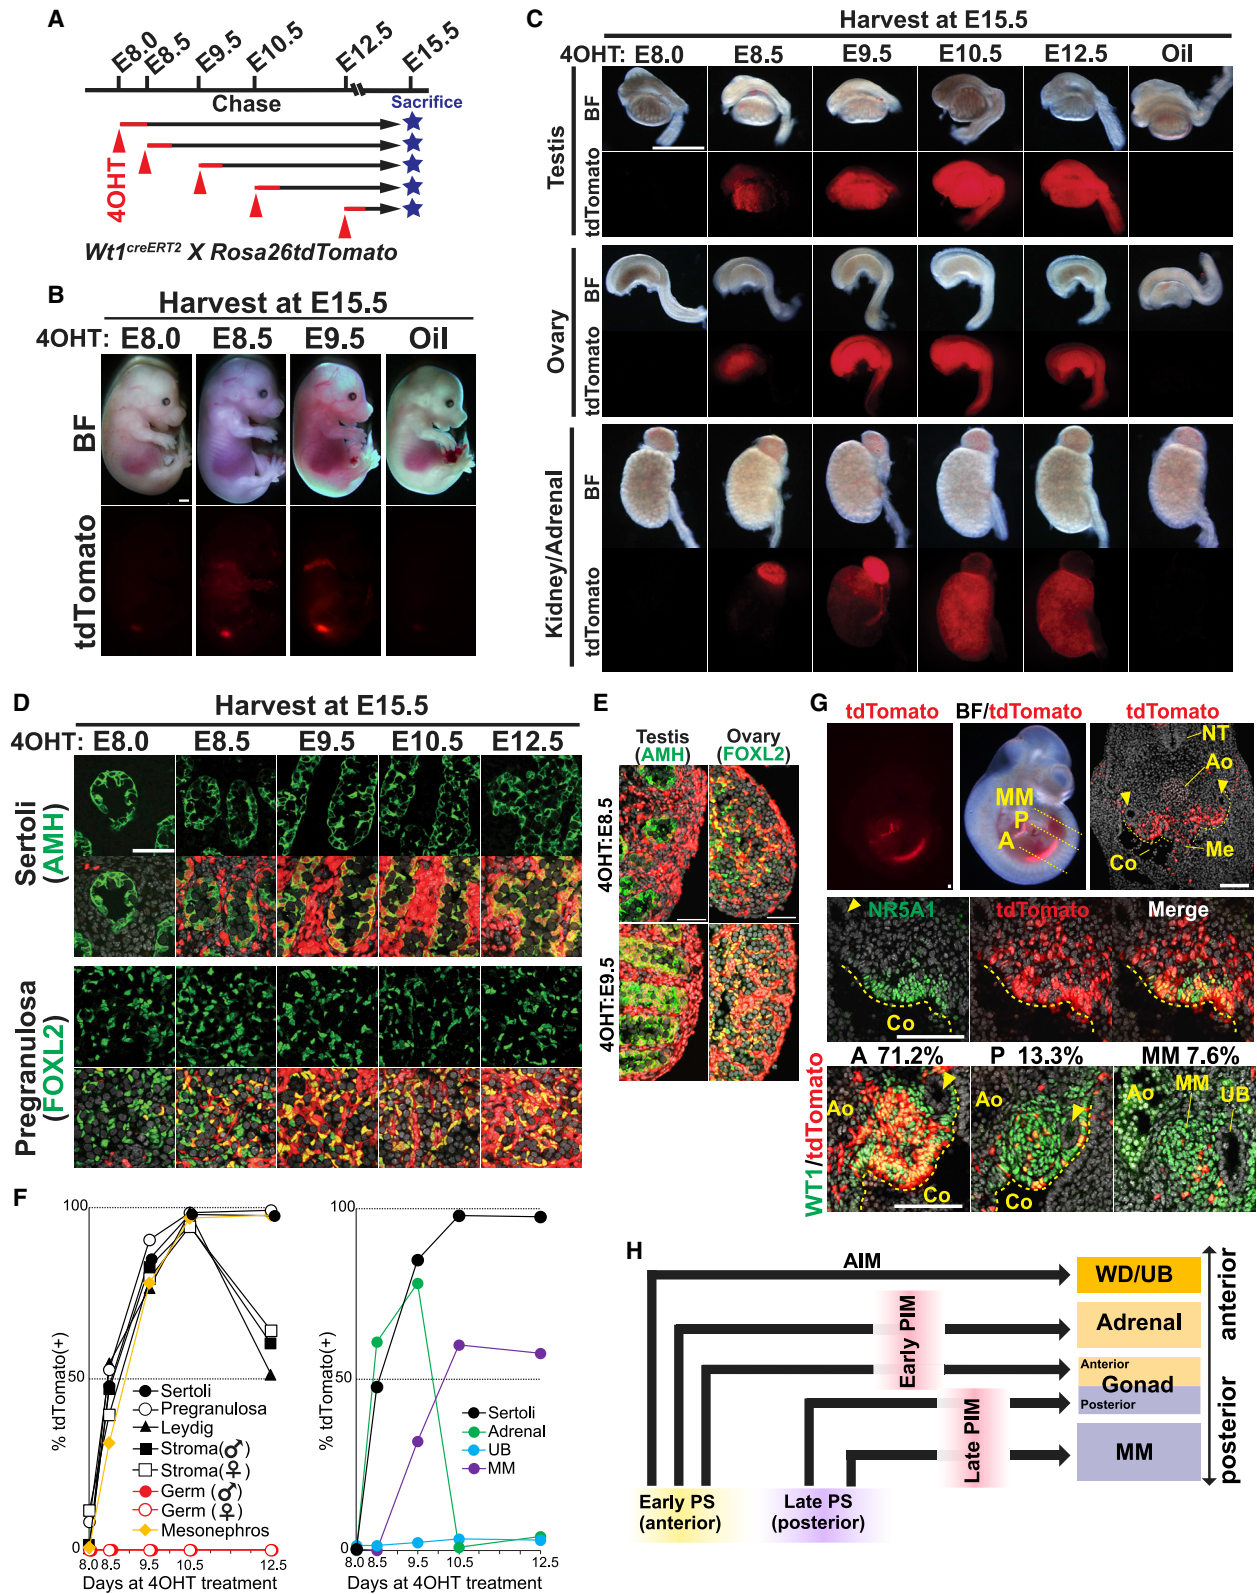 A
E8.0 E8.5 E9.5 E10.5 E12.5 E15.5
Chase
Sacrifice
4OHT
Wt1creERT2 X Rosa26tdTomato
B
Harvest at E15.5
4OHT: E8.0 E8.5 E9.5 Oil
BF
tdTomato
C
Harvest at E15.5
4OHT: E8.0 E8.5 E9.5 E10.5 E12.5 Oil
Testis
BF
tdTomato
Ovary
BF
tdTomato
Kidney/Adrenal
BF
tdTomato
D
Harvest at E15.5
4OHT: E8.0 E8.5 E9.5 E10.5 E12.5
Sertoli
(AMH)
Pregranulosa
(FOXL2)
E
Testis Ovary
(AMH) (FOXL2)
4OHT:E8.5
4OHT:E9.5
F
% tdTomato(+)
100
50
0
8.0 8.5 9.5 10.5 12.5
Days at 4OHT treatment
Sertoli
Pregranulosa
Leydig
Stroma(♂)
Stroma(♀)
Germ (♂)
Germ (♀)
Mesonephros
% tdTomato(+)
100
50
0
8.0 8.5 9.5 10.5 12.5
Days at 4OHT treatment
Sertoli
Adrenal
UB
MM
G
tdTomato BF/tdTomato tdTomato
MM
P
A
NT
Ao
Co
Me
NR5A1 tdTomato Merge
Co
WT1/tdTomato
A 71.2% P 13.3% MM 7.6%
Ao
Co
Ao
Co
Ao
MM
UB
H
AIM
WD/UB
Early PIM
Adrenal
Anterior
Gonad
Posterior
Late PIM
MM
anterior
posterior
Early PS
(anterior)
Late PS
(posterior)